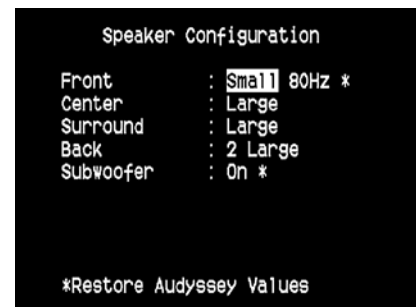 Speaker Configuration
Front : Small 80Hz *
Center : Large
Surround : Large
Back : 2 Large
Subwoofer : On *
*Restore Audyssey Values